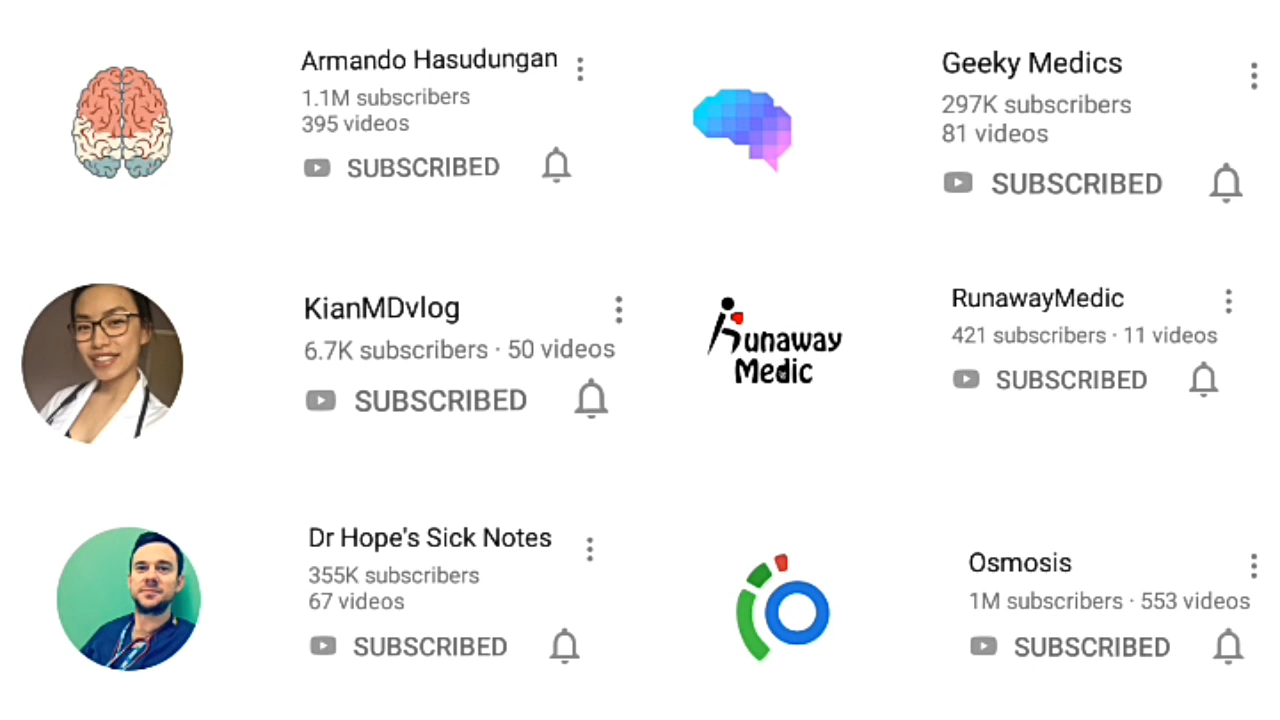 Armando Hasudungan
1.1M subscribers
395 videos
SUBSCRIBED
Geeky Medics
297K subscribers
81 videos
SUBSCRIBED
KianMDvlog
6.7K subscribers · 50 videos
SUBSCRIBED
Runaway
Medic
RunawayMedic
421 subscribers · 11 videos
SUBSCRIBED
Dr Hope's Sick Notes
355K subscribers
67 videos
SUBSCRIBED
Osmosis
1M subscribers · 553 videos
SUBSCRIBED